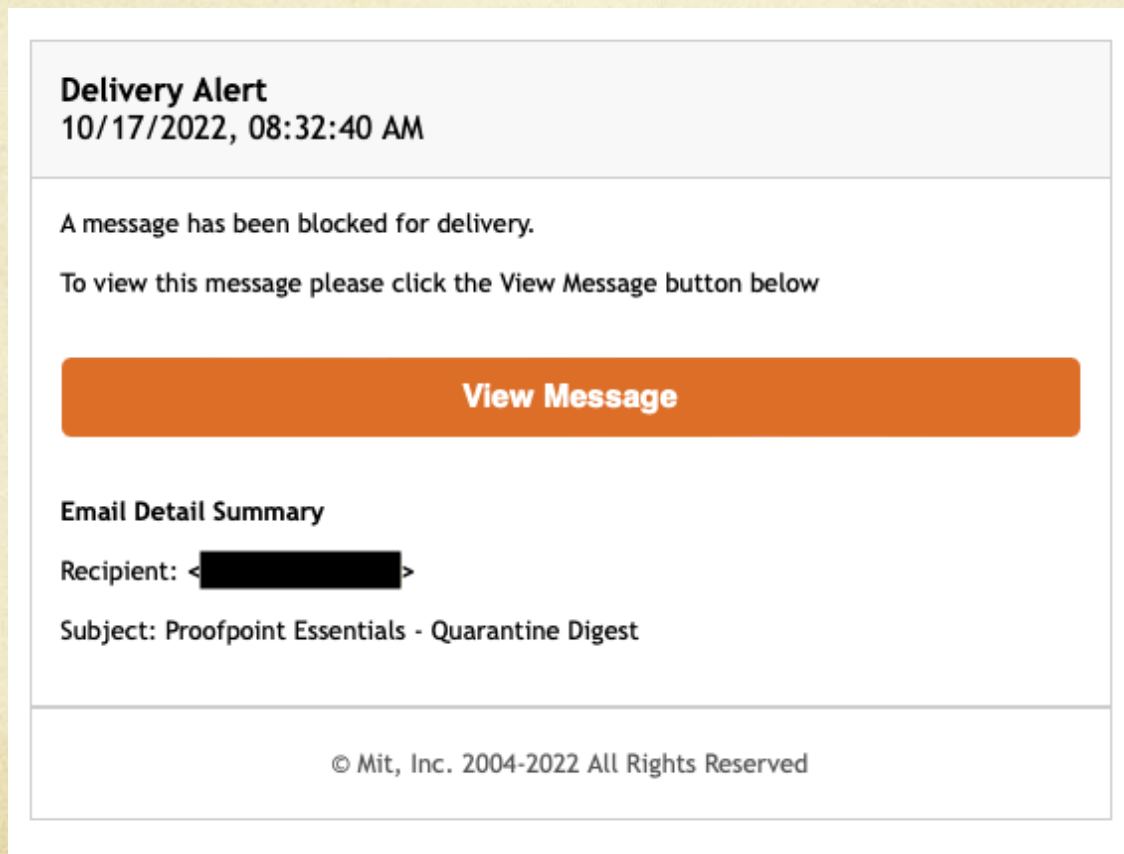 Delivery Alert
10/17/2022, 08:32:40 AM
A message has been blocked for delivery.
To view this message please click the View Message button below
View Message
Email Detail Summary
Recipient: < >
Subject: Proofpoint Essentials - Quarantine Digest
© Mit, Inc. 2004-2022 All Rights Reserved